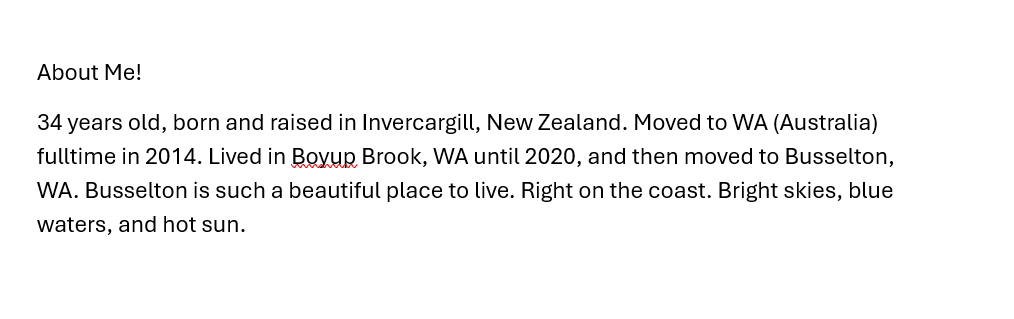 About Me!
34 years old, born and raised in Invercargill, New Zealand. Moved to WA (Australia)
fulltime in 2014. Lived in Boyup Brook, WA until 2020, and then moved to Busselton,
WA. Busselton is such a beautiful place to live. Right on the coast. Bright skies, blue
waters, and hot sun.